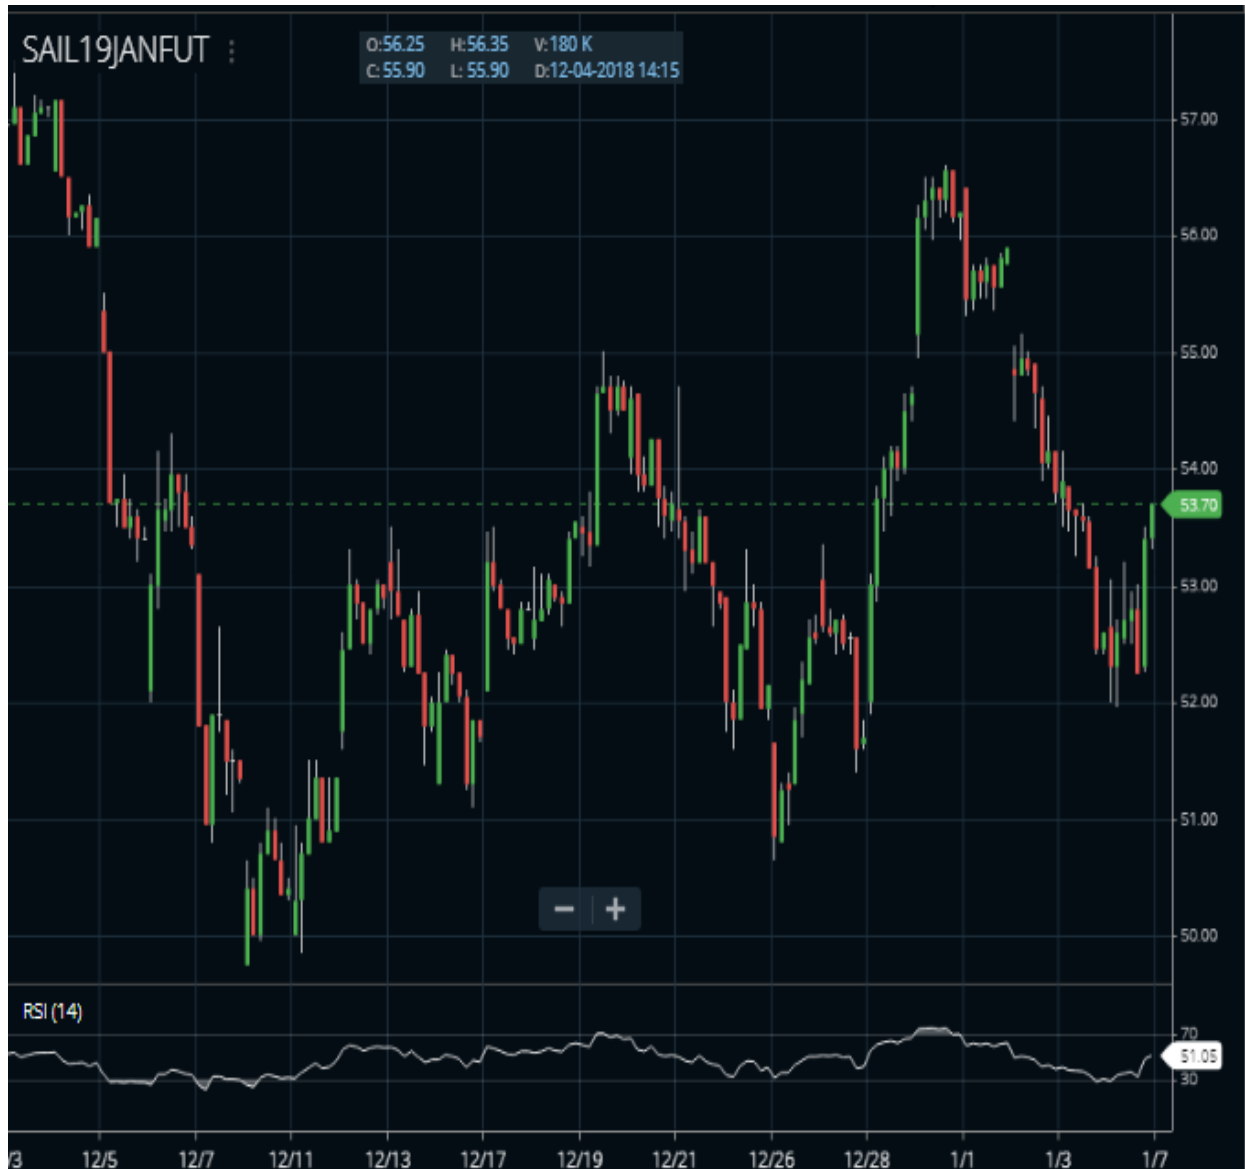 SAIL19JANFUT
O:56.25 H:56.35 V:180 K
C:55.90 L:55.90 D:12-04-2018 14:15
57.00
56.00
55.00
54.00
53.70
53.00
52.00
51.00
50.00
− +
RSI (14)
70
51.05
30
/3 12/5 12/7 12/11 12/13 12/17 12/19 12/21 12/26 12/28 1/1 1/3 1/7